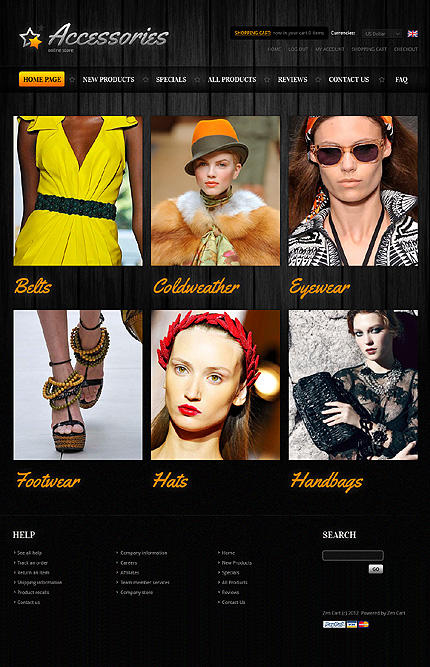 Accessories
online store
SHOPPING CART: now in your cart 0 items
Currencies: US Dollar
HOME LOG OUT MY ACCOUNT SHOPPING CART CHECKOUT
HOME PAGE NEW PRODUCTS SPECIALS ALL PRODUCTS REVIEWS CONTACT US FAQ
Belts Coldweather Eyewear
Footwear Hats Handbags
HELP
See all help
Track an order
Return an item
Shipping information
Product recalls
Contact us
Company information
Careers
Affiliates
Team member services
Company store
Home
New Products
Specials
All Products
Reviews
Contact Us
SEARCH
GO
Zen Cart (c) 2012 Powered by Zen Cart
PayPal VISA